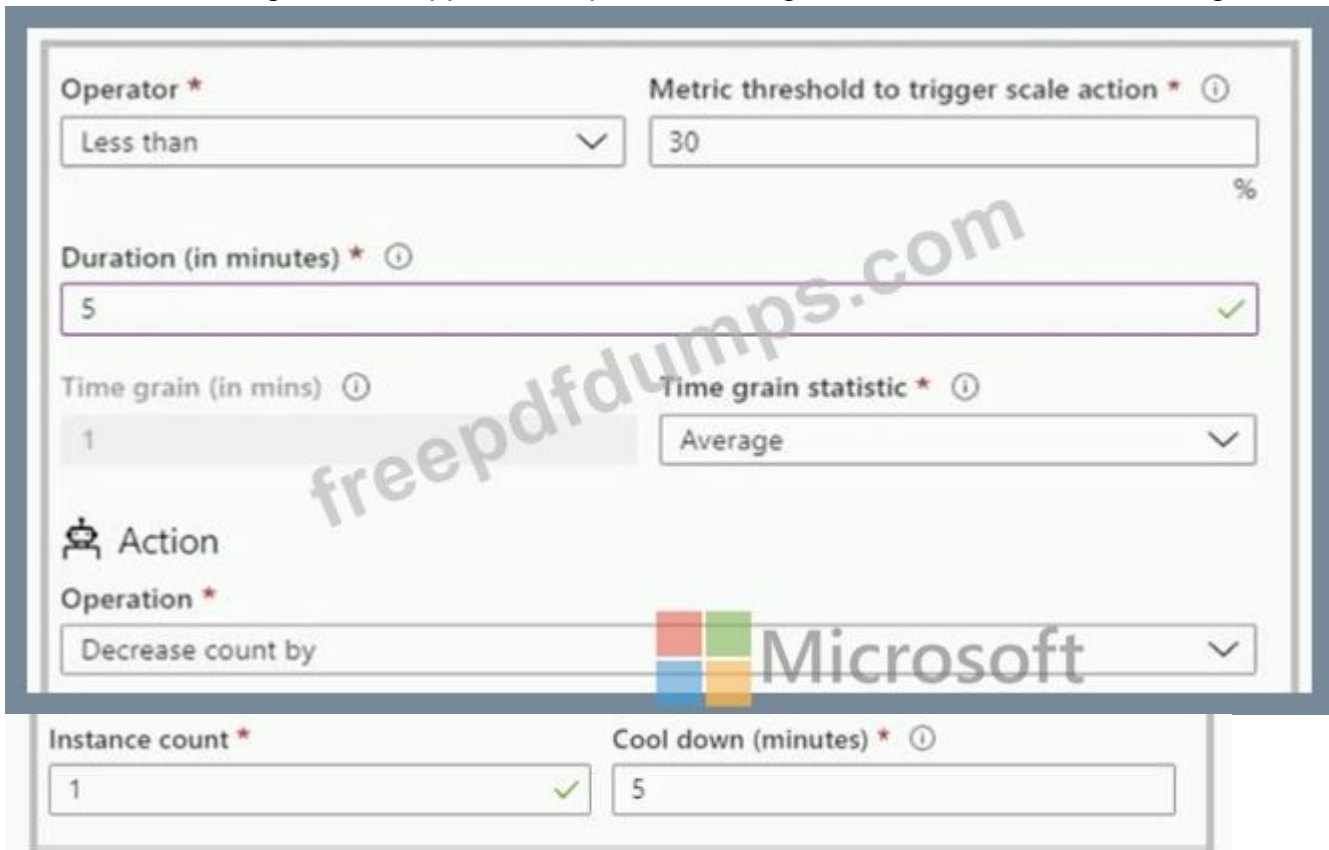 Operator *
Metric threshold to trigger scale action *
Less than
30
%
Duration (in minutes) *
5
Time grain (in mins)
Time grain statistic *
1
Average
freepdfdumps.com
Action
Operation *
Decrease count by
Microsoft
Instance count *
Cool down (minutes) *
1
5